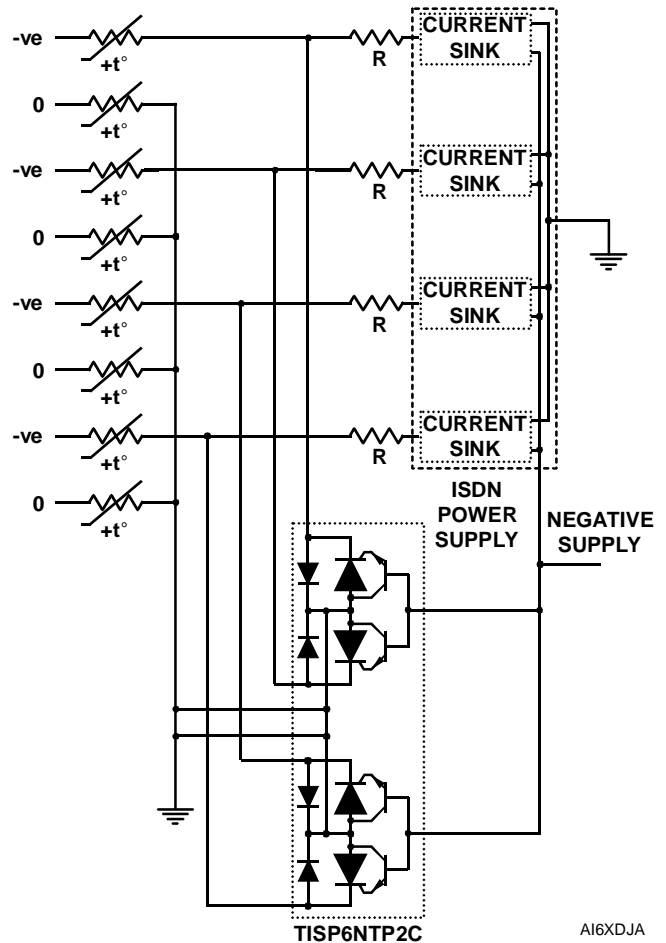 -ve
+t°
R
CURRENT
SINK
0
+t°
-ve
+t°
R
CURRENT
SINK
0
+t°
-ve
+t°
R
CURRENT
SINK
0
+t°
-ve
+t°
R
CURRENT
SINK
0
+t°
ISDN
POWER
SUPPLY
NEGATIVE
SUPPLY
TISP6NTP2C
AI6XDJA